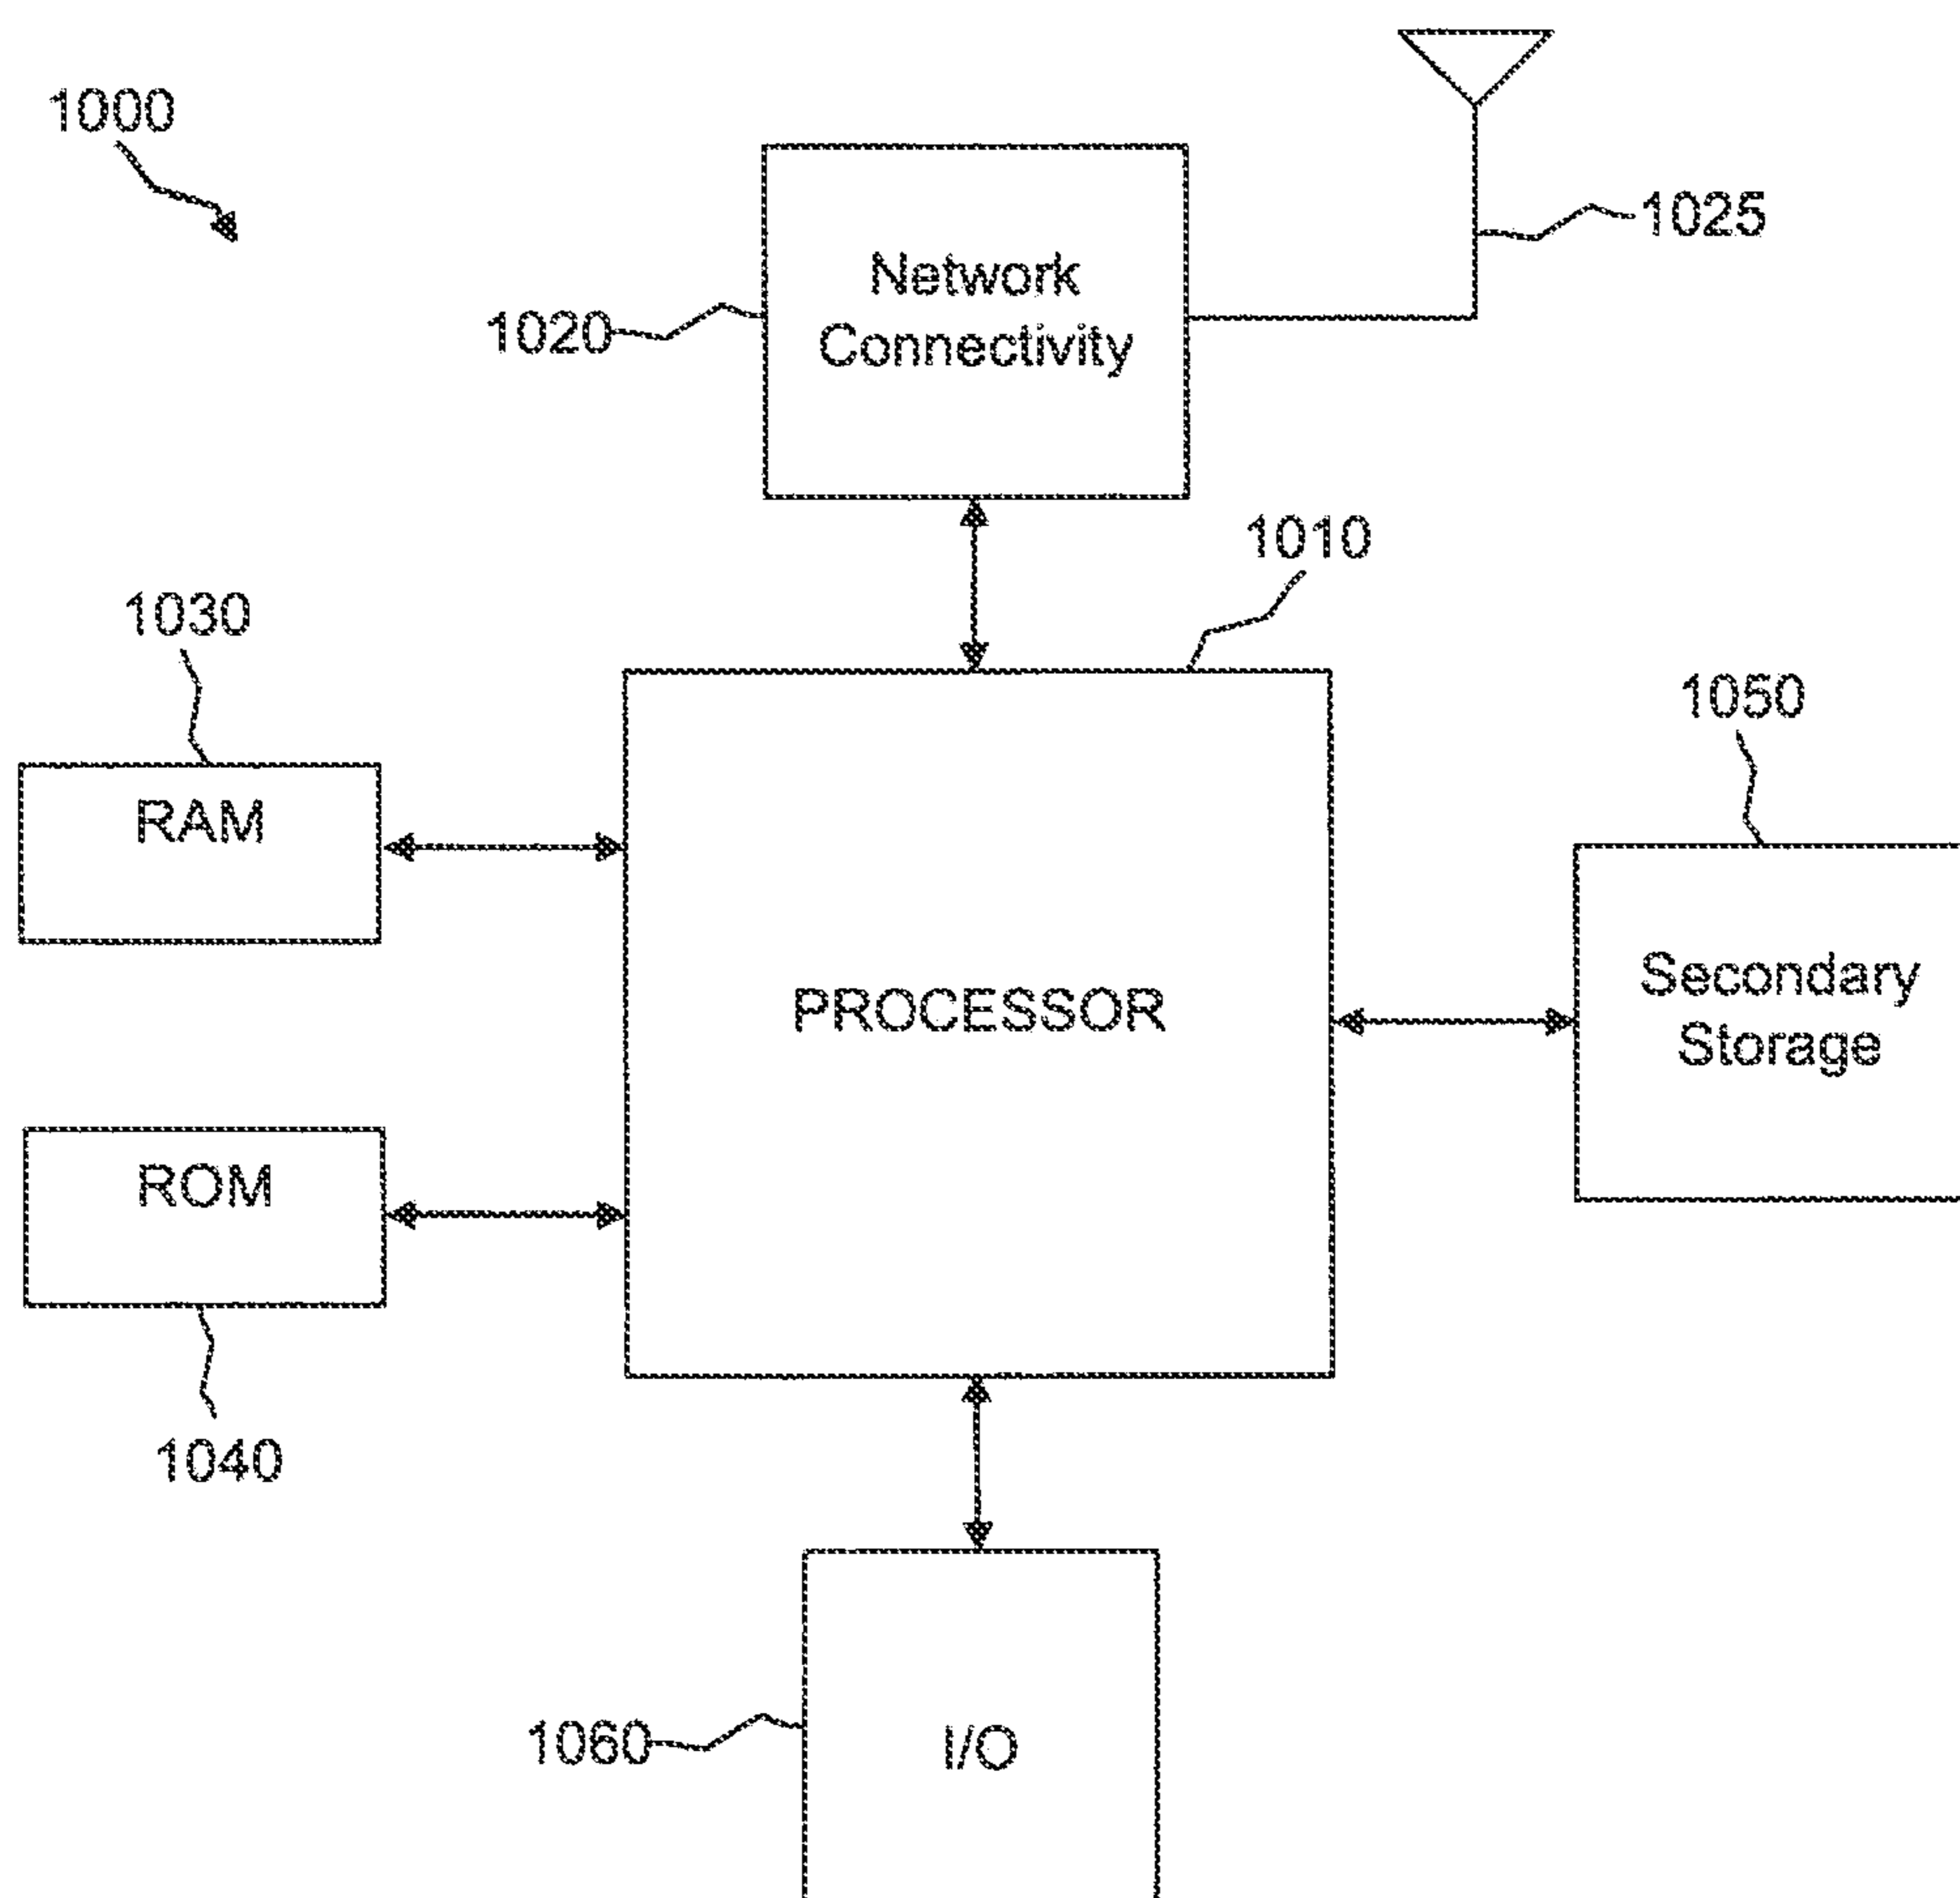 1000
1025
Network
Connectivity
1020
1010
1030
1050
RAM
Secondary
Storage
PROCESSOR
ROM
1040
1060
I/O